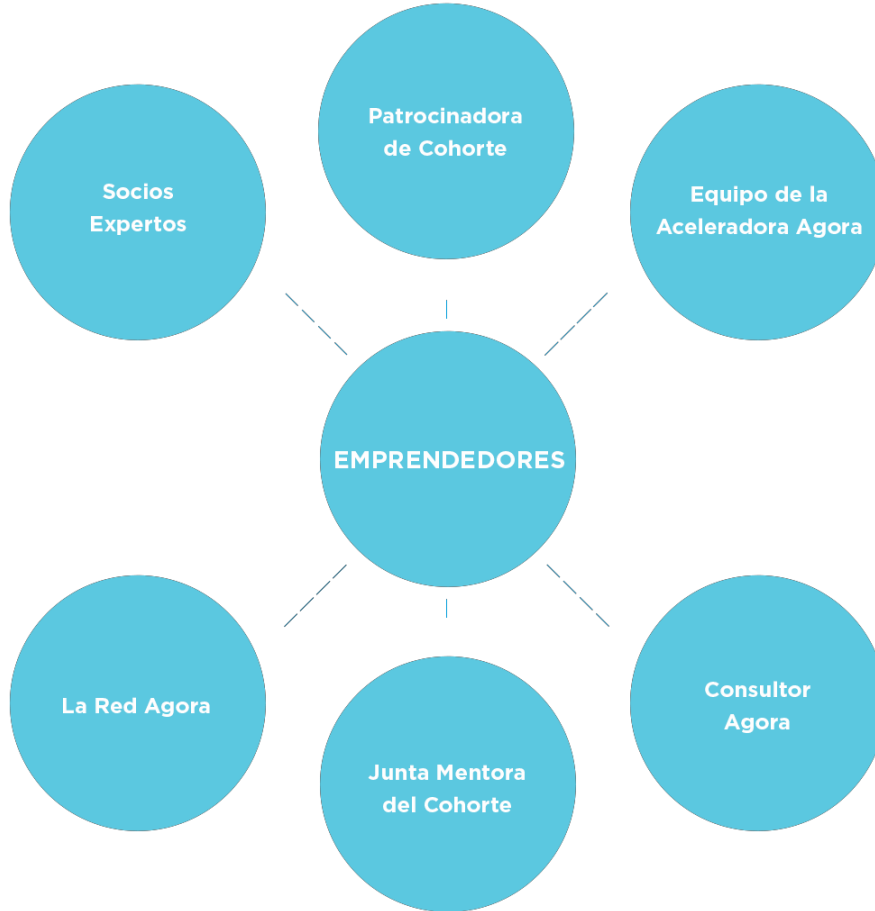 Patrocinadora
de Cohorte
Socios
Expertos
Equipo de la
Aceleradora Agora
EMPRENDEDORES
La Red Agora
Consultor
Agora
Junta Mentora
del Cohorte